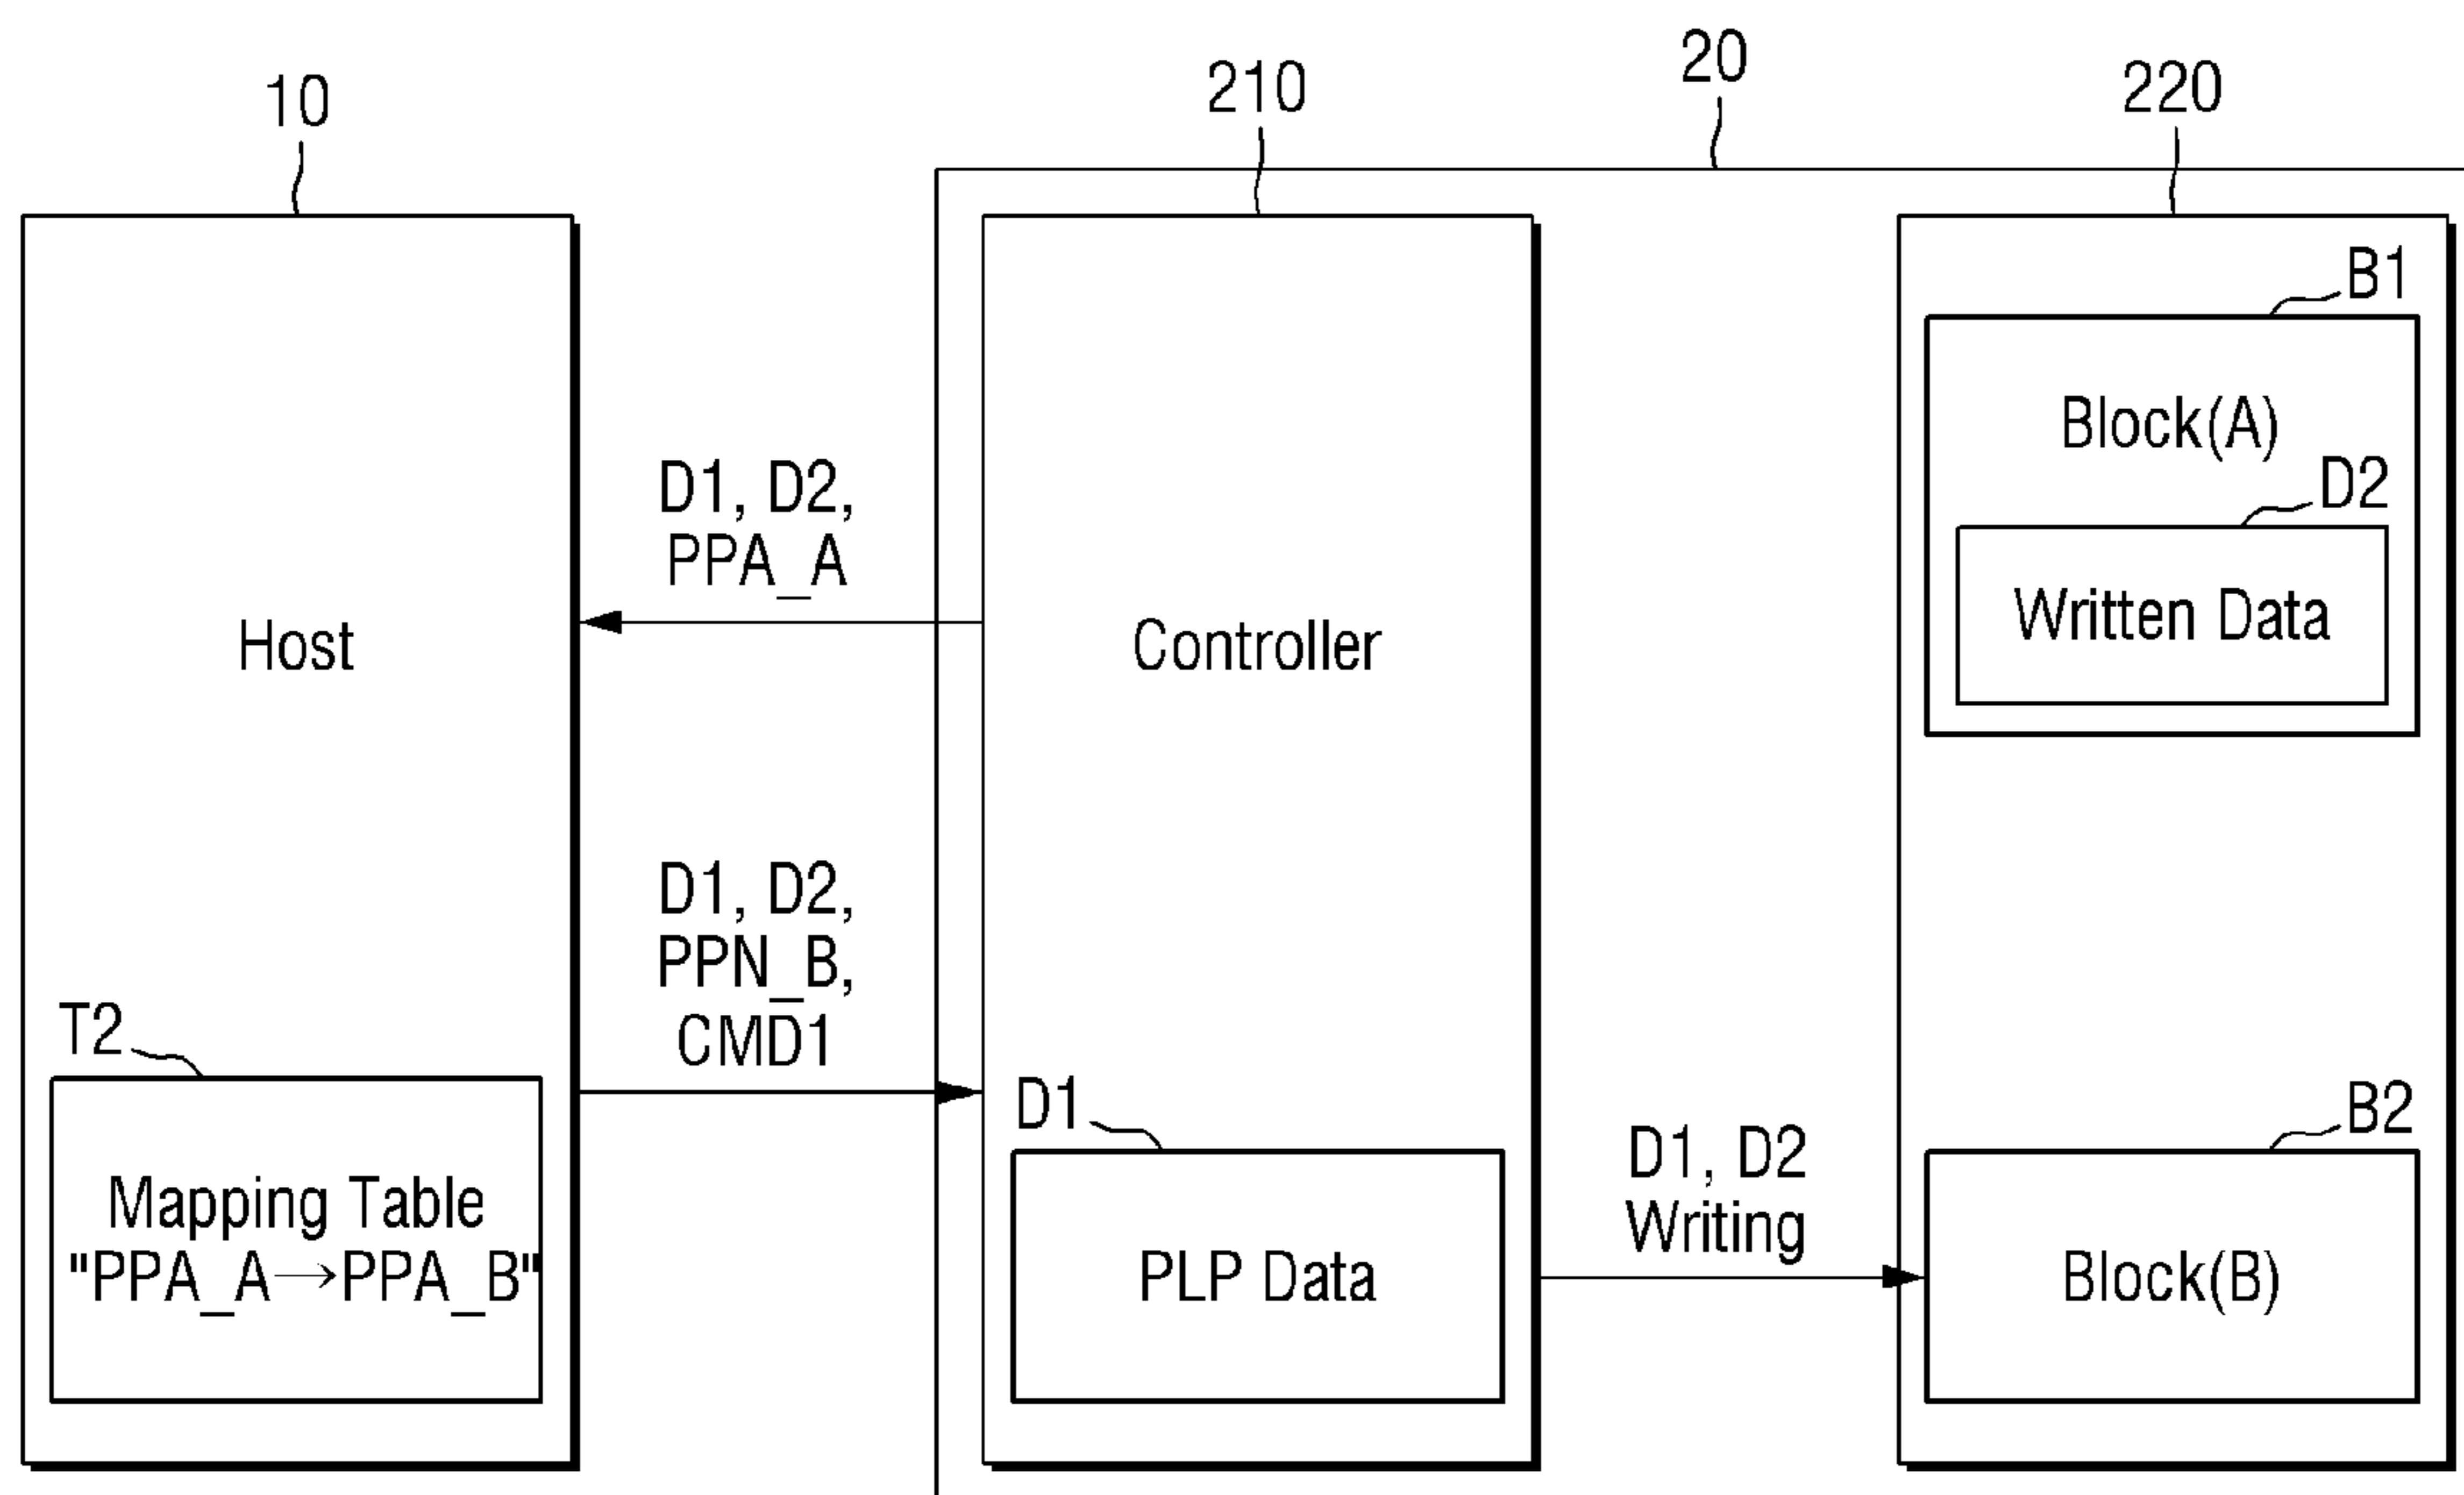 20
10
210
220
B1
Block(A)
D2
Written Data
D1, D2,
PPA_A
Host
Controller
D1, D2,
PPN_B,
CMD1
T2
Mapping Table
"PPA_A→PPA_B"
D1
PLP Data
D1, D2
Writing
B2
Block(B)